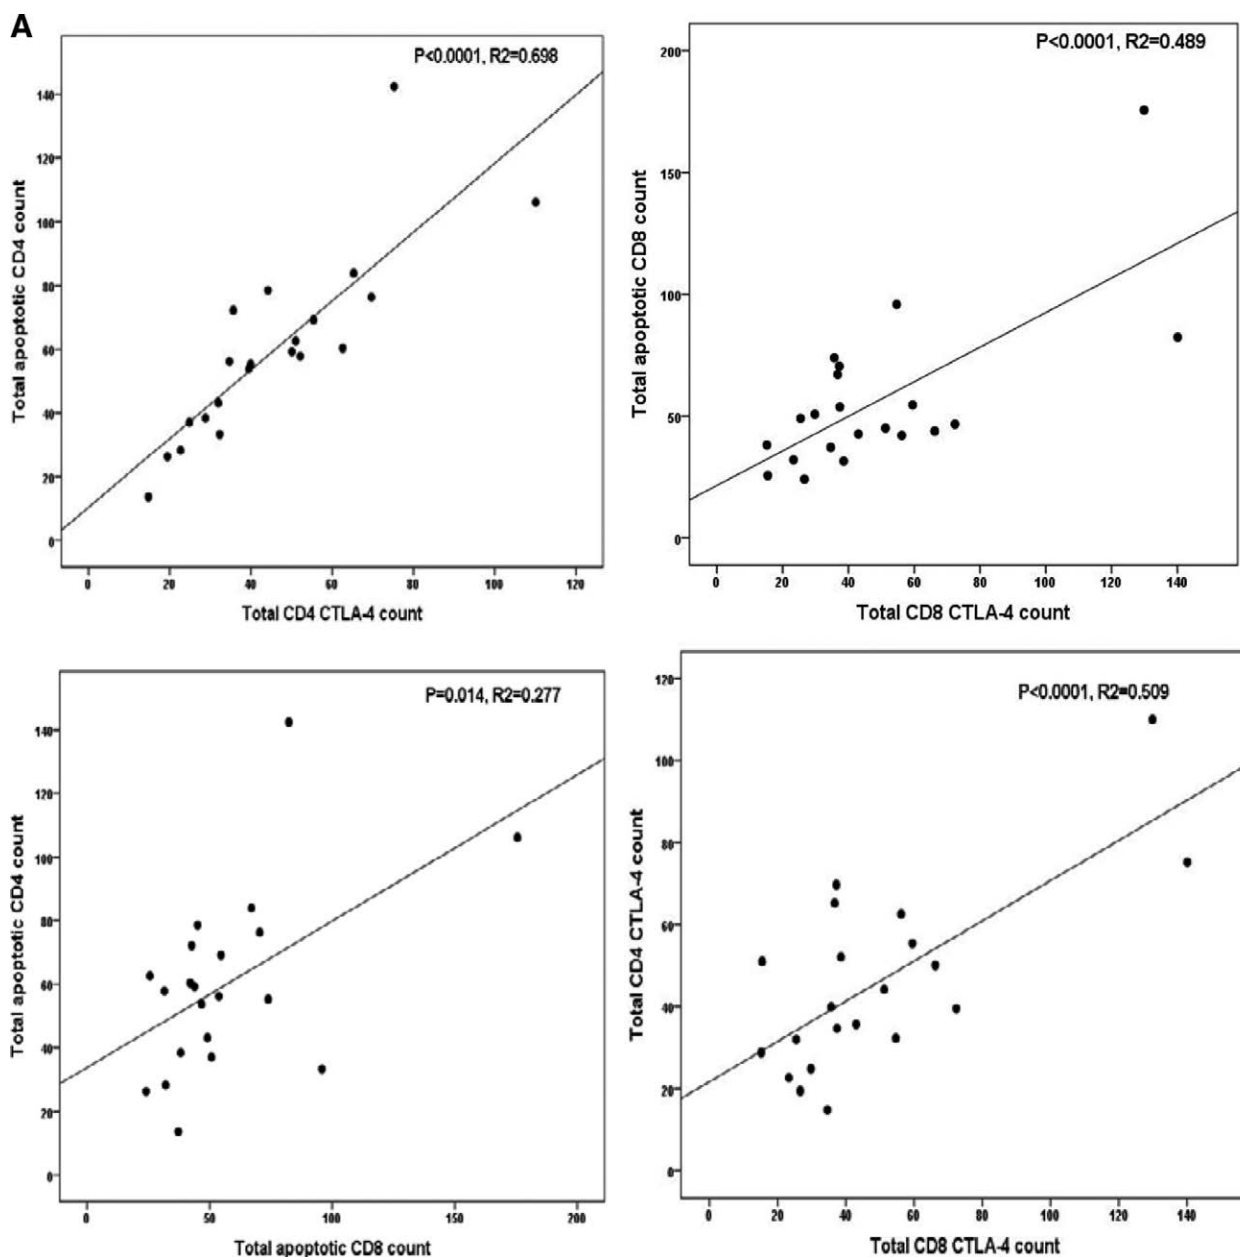 A
P<0.0001, R2=0.698
Total apoptotic CD4 count
140
120
100
80
60
40
20
0
0 20 40 60 80 100 120
Total CD4 CTLA-4 count
P<0.0001, R2=0.489
Total apoptotic CD8 count
200
150
100
50
0
0 20 40 60 80 100 120 140
Total CD8 CTLA-4 count
P=0.014, R2=0.277
Total apoptotic CD4 count
140
120
100
80
60
40
20
0
0 50 100 150 200
Total apoptotic CD8 count
P<0.0001, R2=0.509
Total CD4 CTLA-4 count
120
100
80
60
40
20
0
0 20 40 60 80 100 120 140
Total CD8 CTLA-4 count